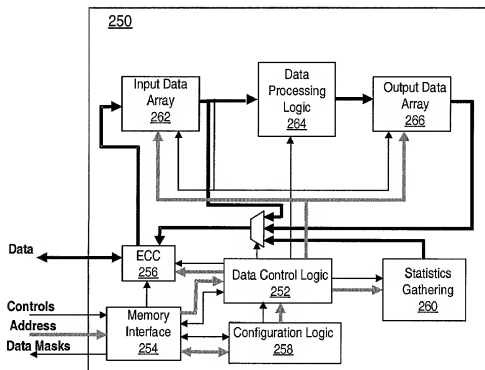 250
Input Data
Array
262
Data
Processing
Logic
264
Output Data
Array
266
Data
ECC
256
Data Control Logic
252
Statistics
Gathering
260
Controls
Address
Data Masks
Memory
Interface
254
Configuration Logic
258